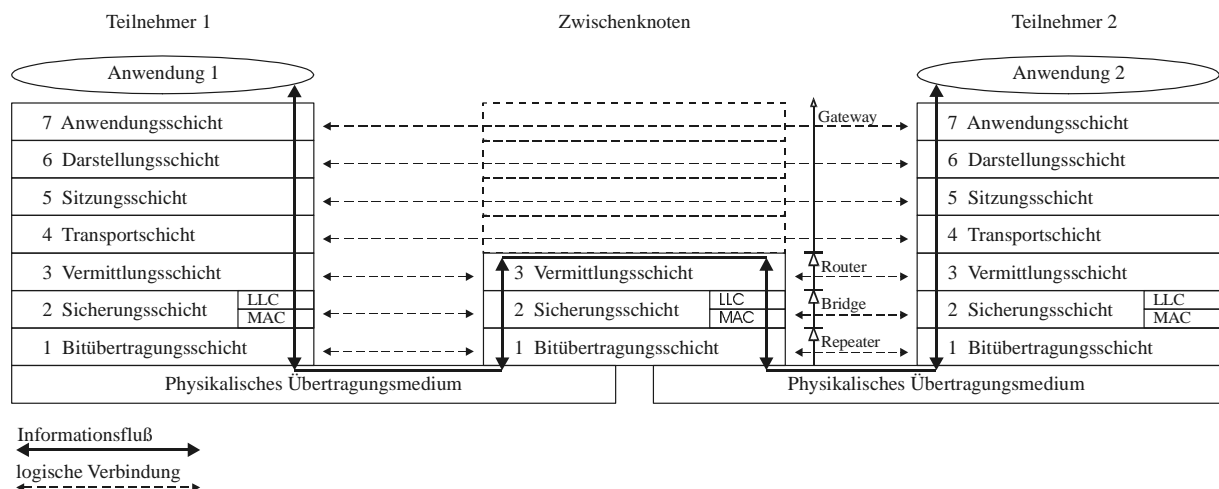 Teilnehmer 1
Zwischenknoten
Teilnehmer 2
Anwendung 1
Anwendung 2
7 Anwendungsschicht
Gateway
7 Anwendungsschicht
6 Darstellungsschicht
6 Darstellungsschicht
5 Sitzungsschicht
5 Sitzungsschicht
4 Transportschicht
4 Transportschicht
3 Vermittlungsschicht
3 Vermittlungsschicht
Router
3 Vermittlungsschicht
2 Sicherungsschicht
LLC
MAC
2 Sicherungsschicht
LLC
MAC
Bridge
2 Sicherungsschicht
LLC
MAC
1 Bitübertragungsschicht
1 Bitübertragungsschicht
Repeater
1 Bitübertragungsschicht
Physikalisches Übertragungsmedium
Physikalisches Übertragungsmedium
Informationsfluß
logische Verbindung